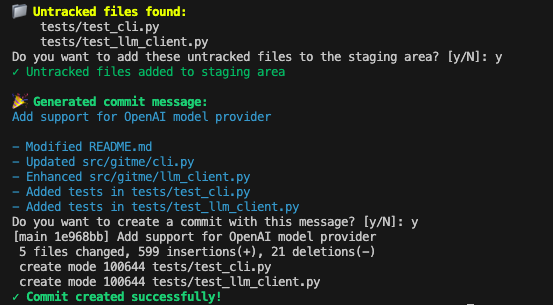 📁 Untracked files found:
tests/test_cli.py
tests/test_llm_client.py
Do you want to add these untracked files to the staging area? [y/N]: y
✓ Untracked files added to staging area
🎉 Generated commit message:
Add support for OpenAI model provider
- Modified README.md
- Updated src/gitme/cli.py
- Enhanced src/gitme/llm_client.py
- Added tests in tests/test_cli.py
- Added tests in tests/test_llm_client.py
Do you want to create a commit with this message? [y/N]: y
[main 1e968bb] Add support for OpenAI model provider
5 files changed, 599 insertions(+), 21 deletions(-)
create mode 100644 tests/test_cli.py
create mode 100644 tests/test_llm_client.py
✓ Commit created successfully!